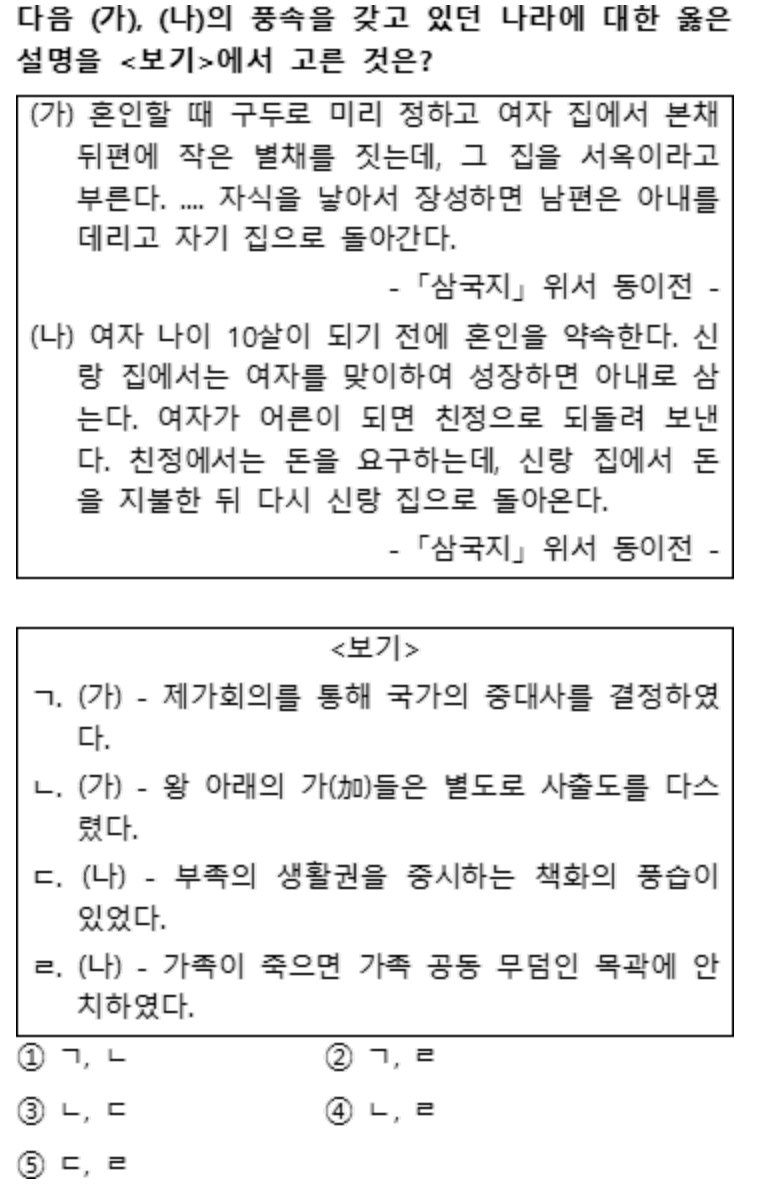 다음 (가), (나)의 풍속을 갖고 있던 나라에 대한 옳은
설명을 <보기>에서 고른 것은?
(가) 혼인할 때 구두로 미리 정하고 여자 집에서 본채
뒤편에 작은 별채를 짓는데, 그 집을 서옥이라고
부른다. .... 자식을 낳아서 장성하면 남편은 아내를
데리고 자기 집으로 돌아간다.
- 「삼국지」 위서 동이전 -
(나) 여자 나이 10살이 되기 전에 혼인을 약속한다. 신
랑 집에서는 여자를 맞이하여 성장하면 아내로 삼
는다. 여자가 어른이 되면 친정으로 되돌려 보낸
다. 친정에서는 돈을 요구하는데, 신랑 집에서 돈
을 지불한 뒤 다시 신랑 집으로 돌아온다.
- 「삼국지」 위서 동이전 -
<보기>
ㄱ. (가) - 제가회의를 통해 국가의 중대사를 결정하였
다.
ㄴ. (가) - 왕 아래의 가(加)들은 별도로 사출도를 다스
렸다.
ㄷ. (나) - 부족의 생활권을 중시하는 책화의 풍습이
있었다.
ㄹ. (나) - 가족이 죽으면 가족 공동 무덤인 목곽에 안
치하였다.
① ㄱ, ㄴ ② ㄱ, ㄹ
③ ㄴ, ㄷ ④ ㄴ, ㄹ
⑤ ㄷ, ㄹ